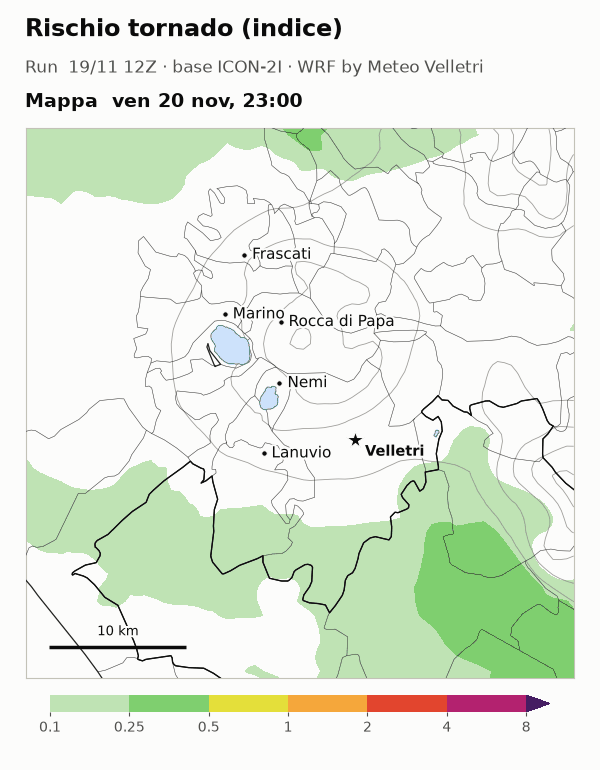 Rischio tornado (indice)
Run 19/11 12Z · base ICON-2I · WRF by Meteo Velletri
Mappa ven 20 nov, 23:00
Frascati
Marino
Rocca di Papa
Nemi
Velletri
Lanuvio
10 km
0.1 0.25 0.5 1 2 4 8